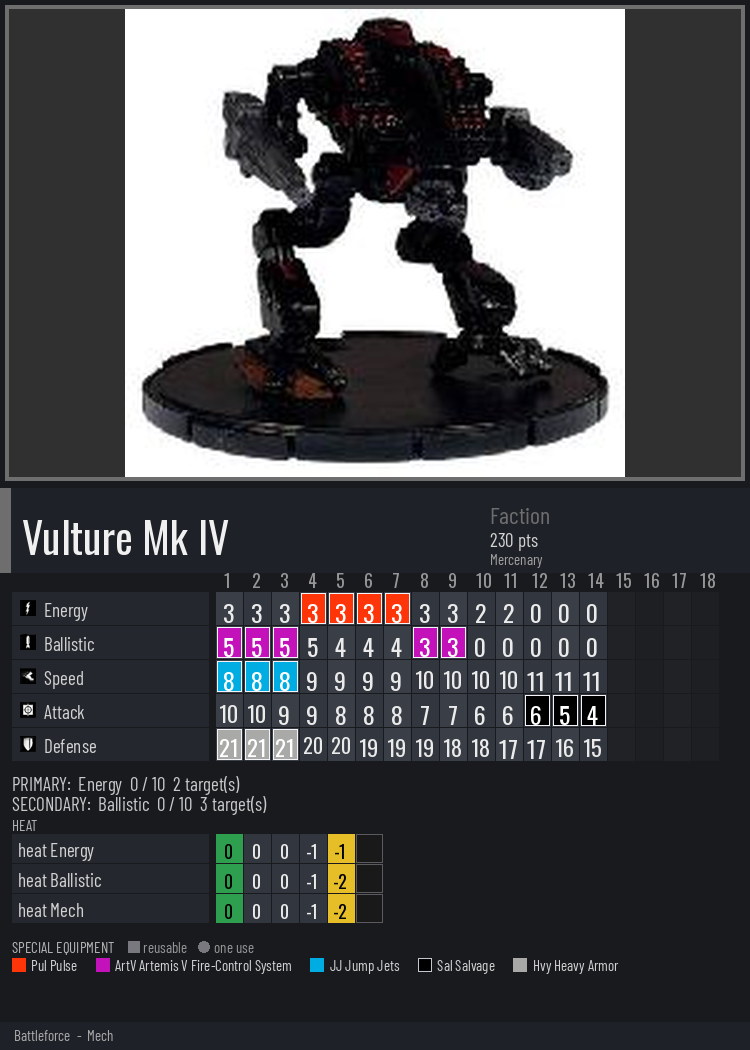 Vulture Mk IV
Faction
230 pts
Mercenary
1 2 3 4 5 6 7 8 9 10 11 12 13 14 15 16 17 18
Energy 3 3 3 3 3 3 3 3 3 2 2 0 0 0
Ballistic 5 5 5 5 4 4 4 3 3 0 0 0 0 0
Speed 8 8 8 9 9 9 9 10 10 10 10 11 11 11
Attack 10 10 9 9 8 8 8 7 7 6 6 6 5 4
Defense 21 21 21 20 20 19 19 19 18 18 17 17 16 15
PRIMARY: Energy 0 / 10 2 target(s)
SECONDARY: Ballistic 0 / 10 3 target(s)
HEAT
heat Energy 0 0 0 -1 -1
heat Ballistic 0 0 0 -1 -2
heat Mech 0 0 0 -1 -2
SPECIAL EQUIPMENT reusable one use
Pul Pulse ArtV Artemis V Fire-Control System JJ Jump Jets Sal Salvage Hvy Heavy Armor
Battleforce - Mech